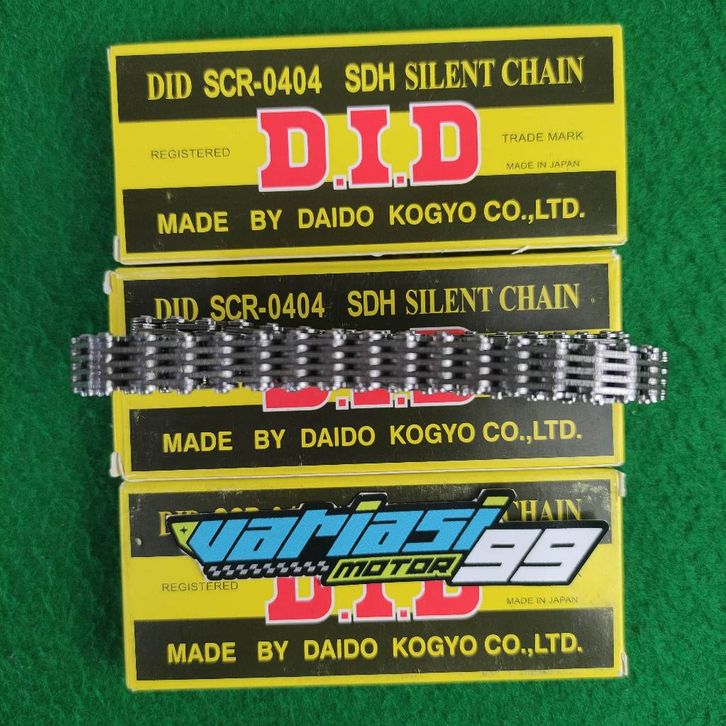 DID SCR-0404 SDH SILENT CHAIN
REGISTERED
D.I.D
TRADE MARK
MADE IN JAPAN
MADE BY DAIDO KOGYO CO.,LTD.
DID SCR-0404 SDH SILENT CHAIN
D.I.D
MADE BY DAIDO KOGYO CO.,LTD.
CHAIN
variasi
MOTOR 99
REGISTERED
D.I.D
MADE IN JAPAN
MADE BY DAIDO KOGYO CO.,LTD.